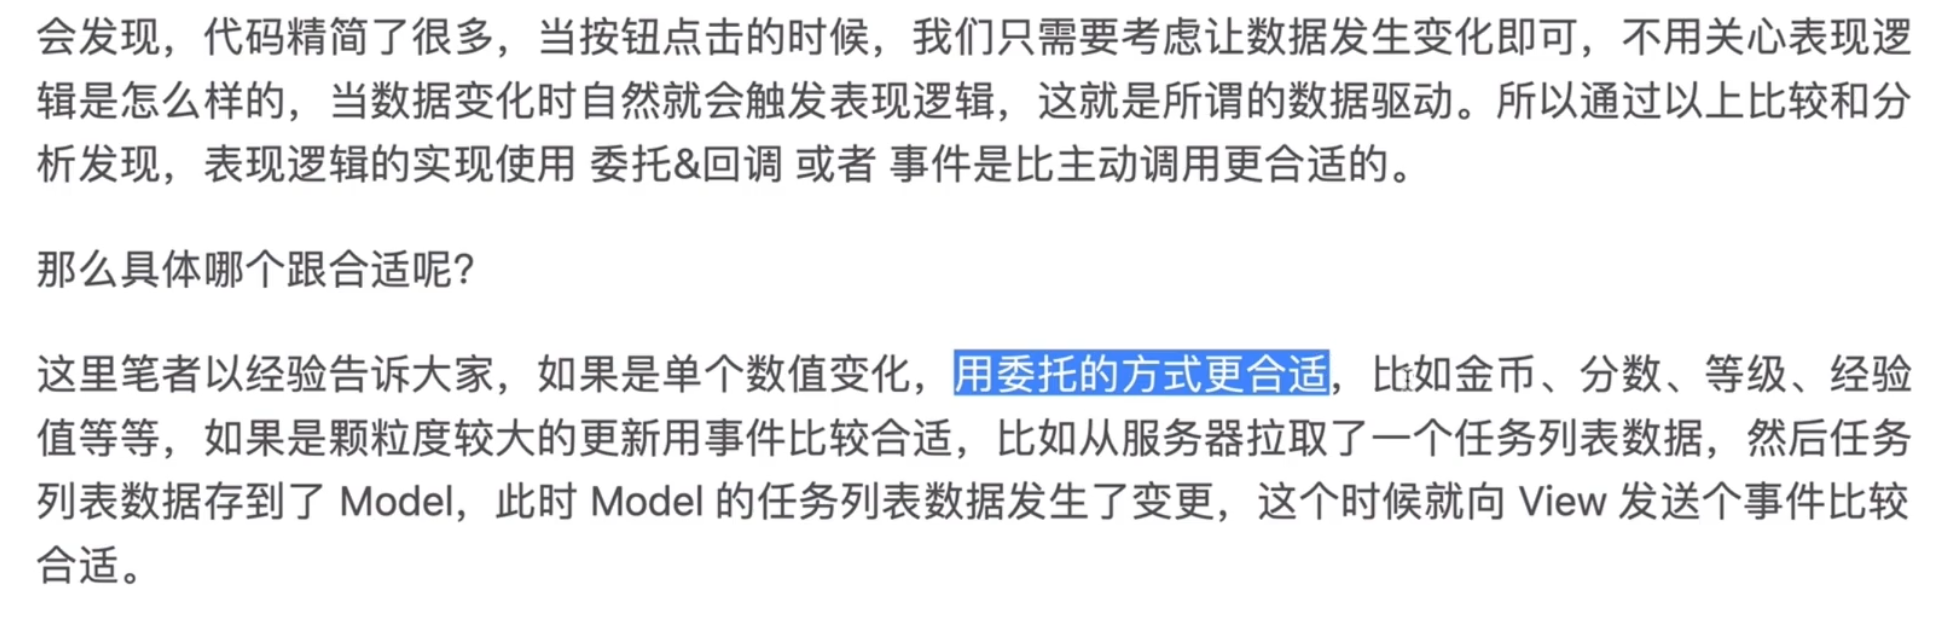 会发现，代码精简了很多，当按钮点击的时候，我们只需要考虑让数据发生变化即可，不用关心表现逻
辑是怎么样的，当数据变化时自然就会触发表现逻辑，这就是所谓的数据驱动。所以通过以上比较和分
析发现，表现逻辑的实现使用 委托&回调 或者 事件是比主动调用更合适的。
那么具体哪个跟合适呢？
这里笔者以经验告诉大家，如果是单个数值变化，用委托的方式更合适，比如金币、分数、等级、经验
值等等，如果是颗粒度较大的更新用事件比较合适，比如从服务器拉取了一个任务列表数据，然后任务
列表数据存到了 Model，此时 Model 的任务列表数据发生了变更，这个时候就向 View 发送个事件比较
合适。